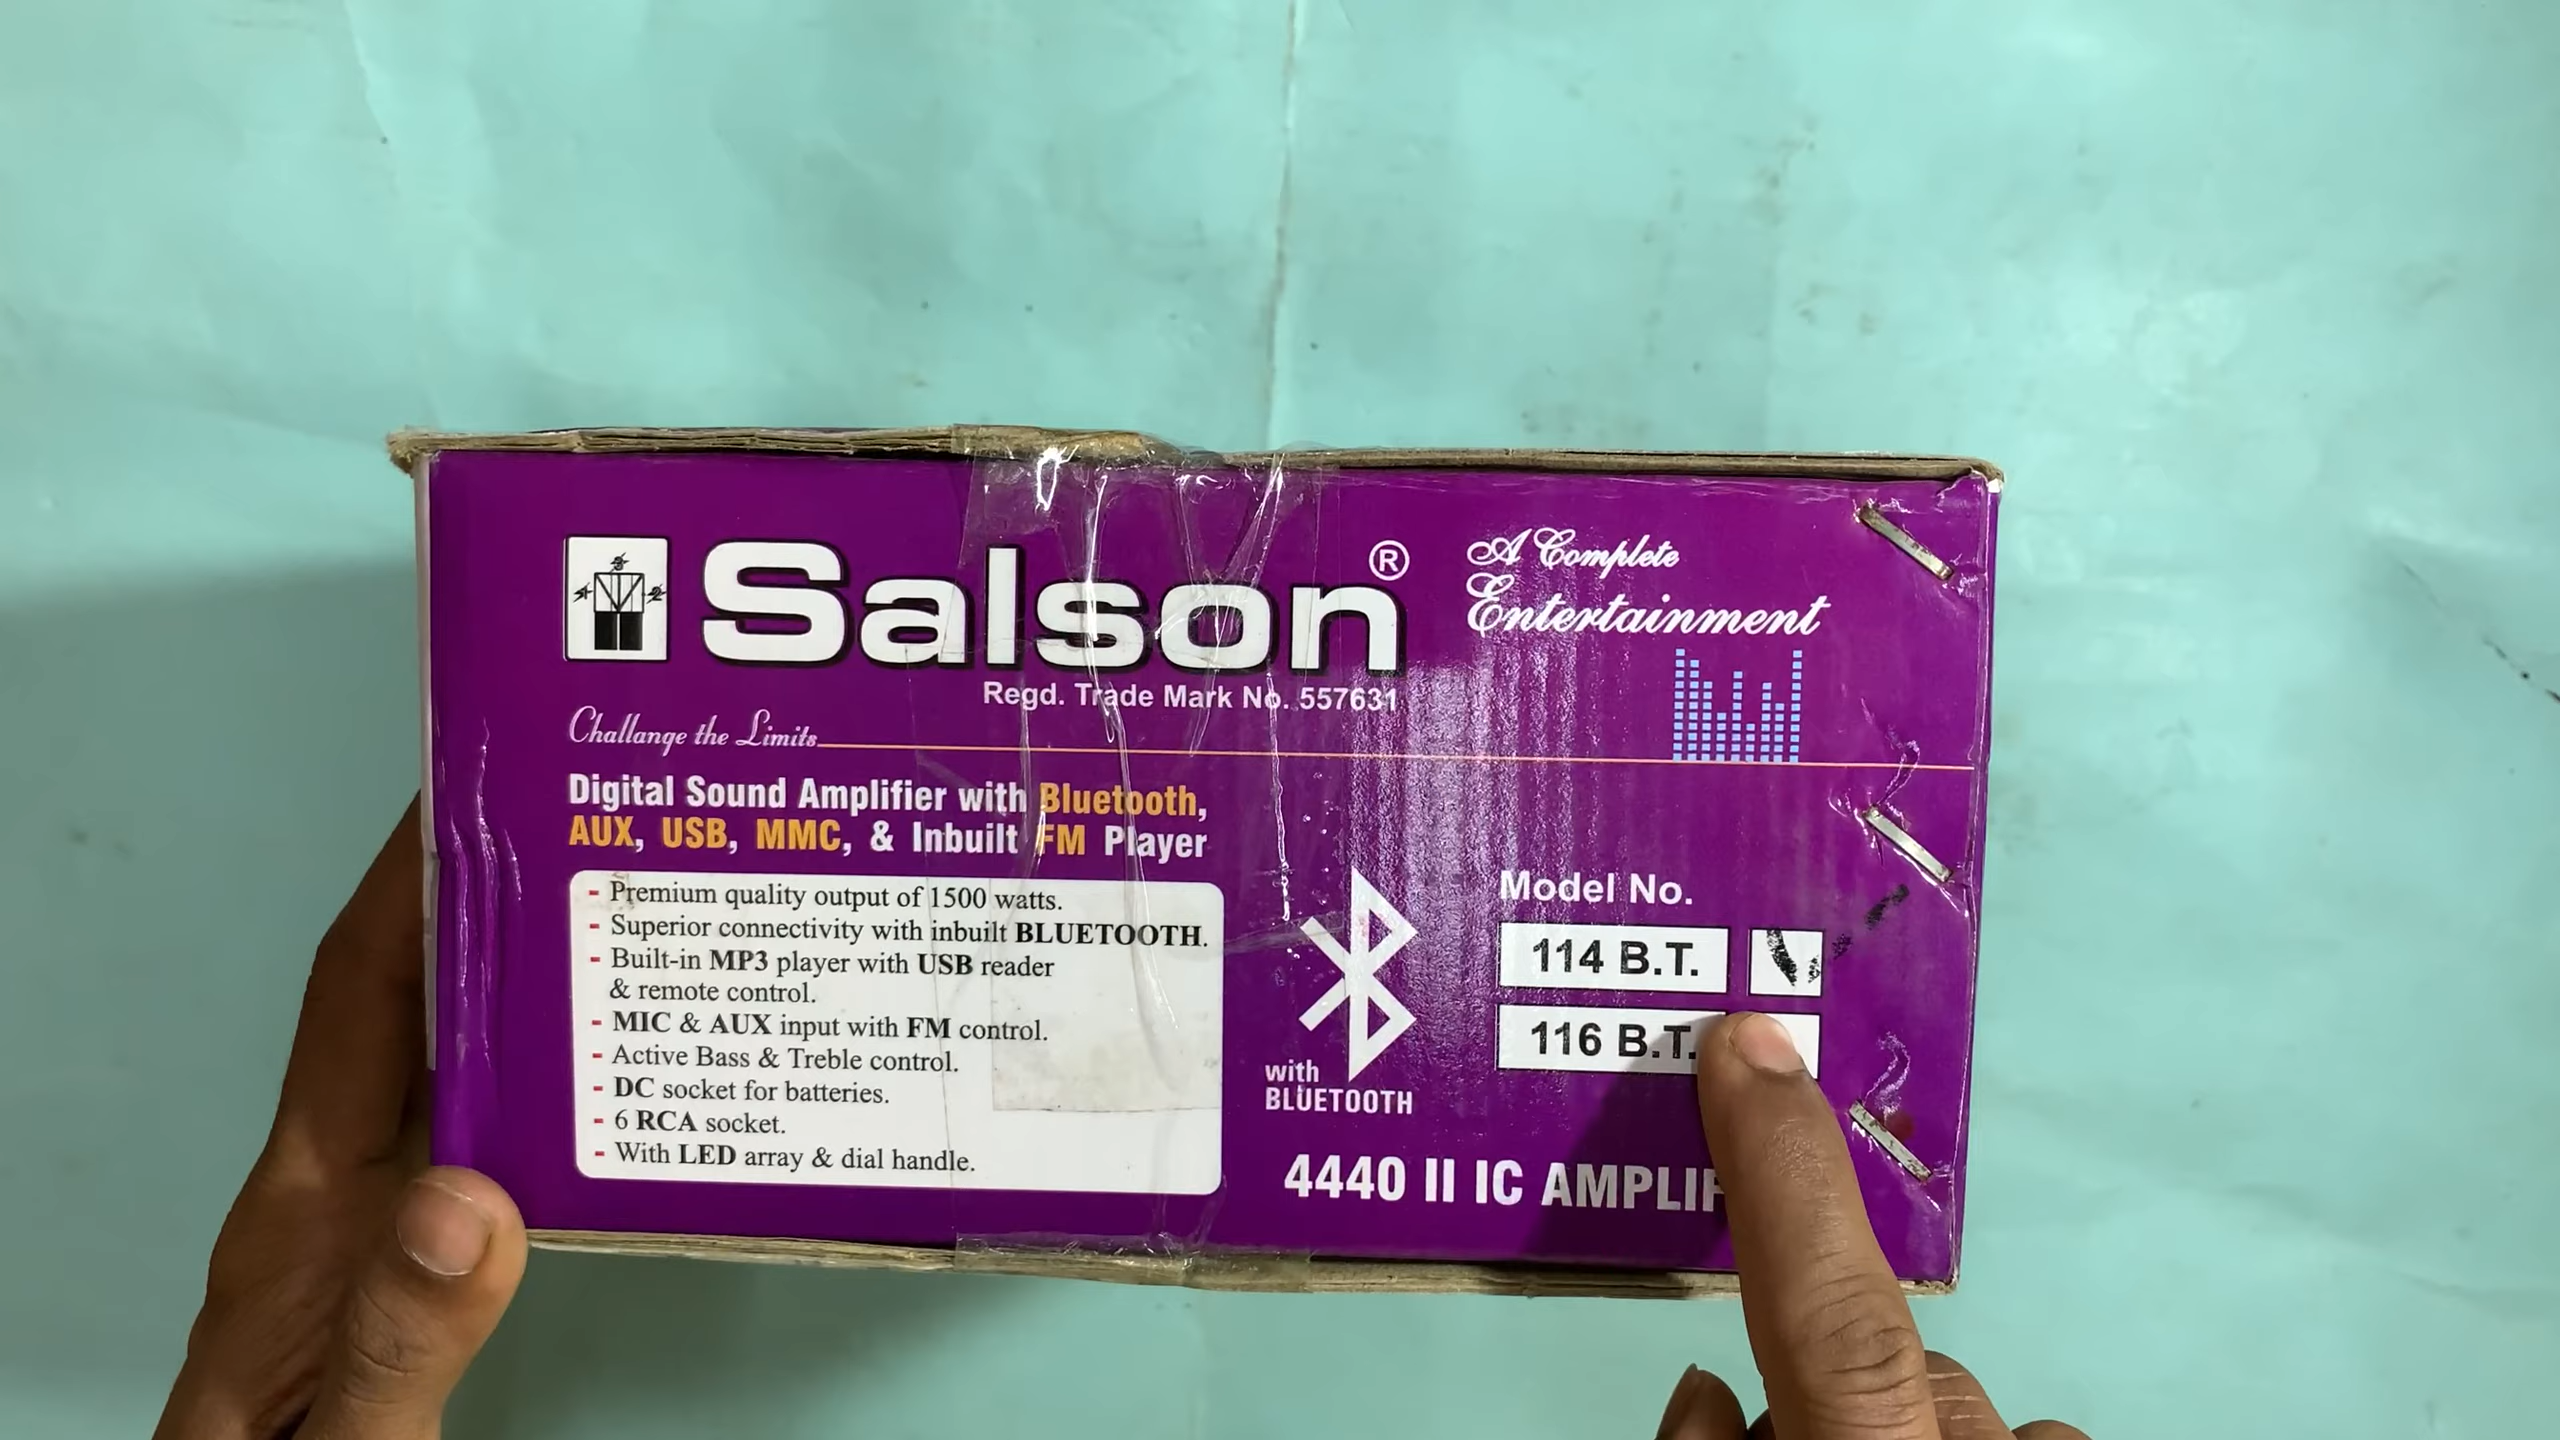 Salson®
Regd. Trade Mark No. 557631
A Complete
Entertainment
Challange the Limits
Digital Sound Amplifier with Bluetooth,
AUX, USB, MMC, & Inbuilt FM Player
- Premium quality output of 1500 watts.
- Superior connectivity with inbuilt BLUETOOTH.
- Built-in MP3 player with USB reader
& remote control.
- MIC & AUX input with FM control.
- Active Bass & Treble control.
- DC socket for batteries.
- 6 RCA socket.
- With LED array & dial handle.
with
BLUETOOTH
Model No.
114 B.T.
116 B.T.
4440 II IC